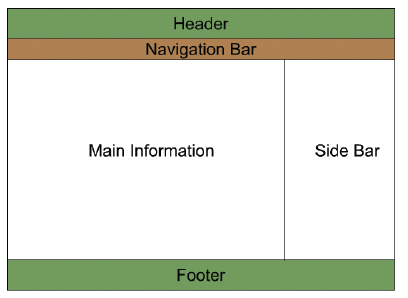 Header
Navigation Bar
Main Information
Side Bar
Footer